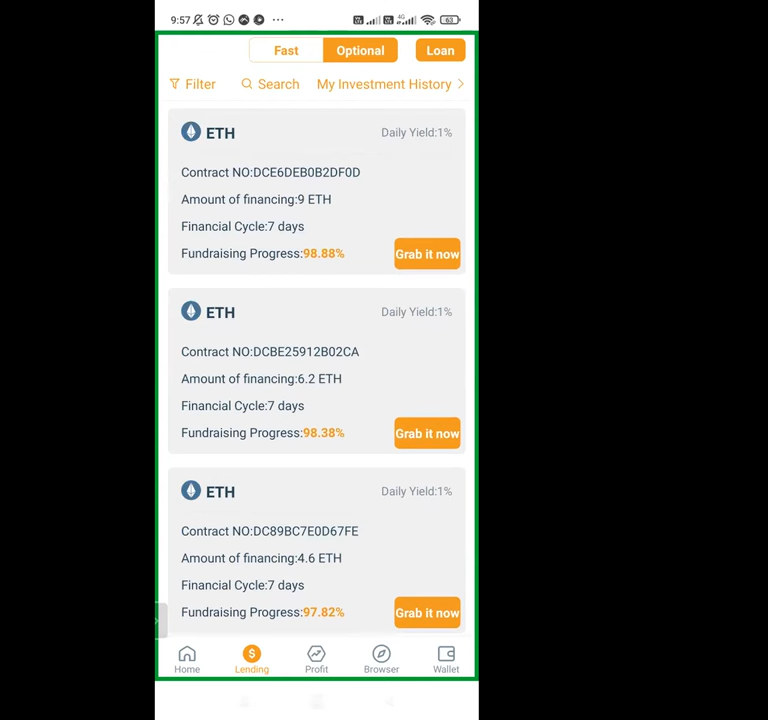 9:57
4G
63
Fast
Optional
Loan
Filter
Search
My Investment History
ETH
Daily Yield:1%
Contract NO:DCE6DEB0B2DF0D
Amount of financing:9 ETH
Financial Cycle:7 days
Fundraising Progress:98.88%
Grab it now
ETH
Daily Yield:1%
Contract NO:DCBE25912B02CA
Amount of financing:6.2 ETH
Financial Cycle:7 days
Fundraising Progress:98.38%
Grab it now
ETH
Daily Yield:1%
Contract NO:DC89BC7E0D67FE
Amount of financing:4.6 ETH
Financial Cycle:7 days
Fundraising Progress:97.82%
Grab it now
Home
Lending
Profit
Browser
Wallet